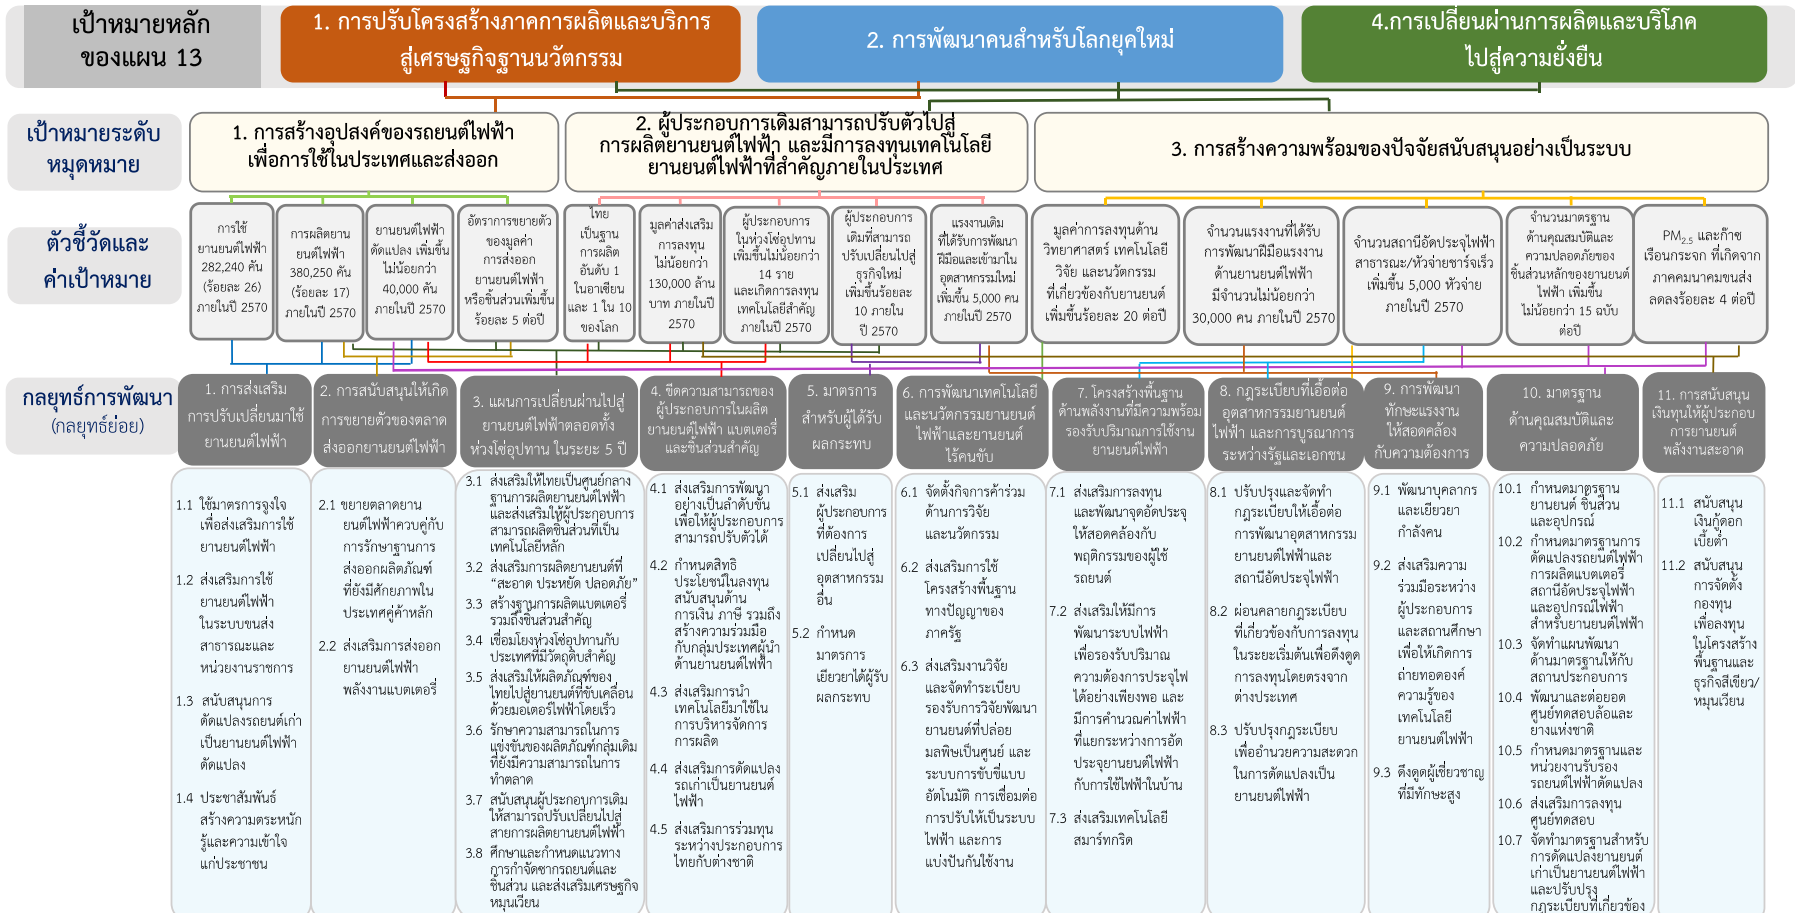 เป้าหมายหลัก
ของแผน 13
1. การปรับโครงสร้างภาคการผลิตและบริการ
สู่เศรษฐกิจฐานนวัตกรรม
2. การพัฒนาคนสำหรับโลกยุคใหม่
4.การเปลี่ยนผ่านการผลิตและบริโภค
ไปสู่ความยั่งยืน
เป้าหมายระดับ
หมุดหมาย
1. การสร้างอุปสงค์ของรถยนต์ไฟฟ้า
เพื่อการใช้ในประเทศและส่งออก
2. ผู้ประกอบการเดิมสามารถปรับตัวไปสู่
การผลิตยานยนต์ไฟฟ้า และมีการลงทุนเทคโนโลยี
ยานยนต์ไฟฟ้าที่สำคัญภายในประเทศ
3. การสร้างความพร้อมของปัจจัยสนับสนุนอย่างเป็นระบบ
ตัวชี้วัดและ
ค่าเป้าหมาย
การใช้
ยานยนต์ไฟฟ้า
282,240 คัน
(ร้อยละ 26)
ภายในปี 2570
การผลิตยาน
ยนต์ไฟฟ้า
380,250 คัน
(ร้อยละ 17)
ภายในปี 2570
ยานยนต์ไฟฟ้า
ดัดแปลง เพิ่มขึ้น
ไม่น้อยกว่า
40,000 คัน
ภายในปี 2570
อัตราการขยายตัว
ของมูลค่า
การส่งออก
ยานยนต์ไฟฟ้า
หรือชิ้นส่วนเพิ่มขึ้น
ร้อยละ 5 ต่อปี
ไทย
เป็นฐาน
การผลิต
อันดับ 1
ในอาเซียน
และ 1 ใน 10
ของโลก
มูลค่าส่งเสริม
การลงทุน
ไม่น้อยกว่า
130,000 ล้าน
บาท ภายในปี
2570
ผู้ประกอบการ
ในห่วงโซ่อุปทาน
เพิ่มขึ้นไม่น้อยกว่า
14 ราย
และเกิดการลงทุน
เทคโนโลยีสำคัญ
ภายในปี 2570
ผู้ประกอบการ
เดิมที่สามารถ
ปรับเปลี่ยนไปสู่
ธุรกิจใหม่
เพิ่มขึ้นร้อยละ
10 ภายใน
ปี 2570
แรงงานเดิม
ที่ได้รับการพัฒนา
ฝีมือและเข้ามาใน
อุตสาหกรรมใหม่
เพิ่มขึ้น 5,000 คน
ภายในปี 2570
มูลค่าการลงทุนด้าน
วิทยาศาสตร์ เทคโนโลยี
วิจัย และนวัตกรรม
ที่เกี่ยวข้องกับยานยนต์
เพิ่มขึ้นร้อยละ 20 ต่อปี
จำนวนแรงงานที่ได้รับ
การพัฒนาฝีมือแรงงาน
ด้านยานยนต์ไฟฟ้า
มีจำนวนไม่น้อยกว่า
30,000 คน ภายในปี 2570
จำนวนสถานีอัดประจุไฟฟ้า
สาธารณะ/หัวจ่ายชาร์จเร็ว
เพิ่มขึ้น 5,000 หัวจ่าย
ภายในปี 2570
จำนวนมาตรฐาน
ด้านคุณสมบัติและ
ความปลอดภัยของ
ชิ้นส่วนหลักของยานยนต์
ไฟฟ้า เพิ่มขึ้น
ไม่น้อยกว่า 15 ฉบับ
ต่อปี
PM2.5 และก๊าซ
เรือนกระจก ที่เกิดจาก
ภาคคมนาคมขนส่ง
ลดลงร้อยละ 4 ต่อปี
กลยุทธ์การพัฒนา
(กลยุทธ์ย่อย)
1. การส่งเสริม
การปรับเปลี่ยนมาใช้
ยานยนต์ไฟฟ้า
2. การสนับสนุนให้เกิด
การขยายตัวของตลาด
ส่งออกยานยนต์ไฟฟ้า
3. แผนการเปลี่ยนผ่านไปสู่
ยานยนต์ไฟฟ้าตลอดทั้ง
ห่วงโซ่อุปทาน ในระยะ 5 ปี
4. ขีดความสามารถของ
ผู้ประกอบการในผลิต
ยานยนต์ไฟฟ้า แบตเตอรี่
และชิ้นส่วนสำคัญ
5. มาตรการ
สำหรับผู้ได้รับ
ผลกระทบ
6. การพัฒนาเทคโนโลยี
และนวัตกรรมยานยนต์
ไฟฟ้าและยานยนต์
ไร้คนขับ
7. โครงสร้างพื้นฐาน
ด้านพลังงานที่มีความพร้อม
รองรับปริมาณการใช้งาน
ยานยนต์ไฟฟ้า
8. กฎระเบียบที่เอื้อต่อ
อุตสาหกรรมยานยนต์
ไฟฟ้า และการบูรณาการ
ระหว่างรัฐและเอกชน
9. การพัฒนา
ทักษะแรงงาน
ให้สอดคล้อง
กับความต้องการ
10. มาตรฐาน
ด้านคุณสมบัติและ
ความปลอดภัย
11. การสนับสนุน
เงินทุนให้ผู้ประกอบ
การยานยนต์
พลังงานสะอาด
1.1 ใช้มาตรการจูงใจ
เพื่อส่งเสริมการใช้
ยานยนต์ไฟฟ้า
1.2 ส่งเสริมการใช้
ยานยนต์ไฟฟ้า
ในระบบขนส่ง
สาธารณะและ
หน่วยงานราชการ
1.3 สนับสนุนการ
ดัดแปลงรถยนต์เก่า
เป็นยานยนต์ไฟฟ้า
ดัดแปลง
1.4 ประชาสัมพันธ์
สร้างความตระหนัก
รู้และความเข้าใจ
แก่ประชาชน
2.1 ขยายตลาดยาน
ยนต์ไฟฟ้าควบคู่กับ
การรักษาฐานการ
ส่งออกผลิตภัณฑ์
ที่ยังมีศักยภาพใน
ประเทศคู่ค้าหลัก
2.2 ส่งเสริมการส่งออก
ยานยนต์ไฟฟ้า
พลังงานแบตเตอรี่
3.1 ส่งเสริมให้ไทยเป็นศูนย์กลาง
ฐานการผลิตยานยนต์ไฟฟ้า
และส่งเสริมให้ผู้ประกอบการ
สามารถผลิตชิ้นส่วนที่เป็น
เทคโนโลยีหลัก
3.2 ส่งเสริมการผลิตยานยนต์ที่
“สะอาด ประหยัด ปลอดภัย”
3.3 สร้างฐานการผลิตแบตเตอรี่
รวมถึงชิ้นส่วนสำคัญ
3.4 เชื่อมโยงห่วงโซ่อุปทานกับ
ประเทศที่มีวัตถุดิบสำคัญ
3.5 ส่งเสริมให้ผลิตภัณฑ์ของ
ไทยไปสู่ยานยนต์ที่ขับเคลื่อน
ด้วยมอเตอร์ไฟฟ้าโดยเร็ว
3.6 รักษาความสามารถในการ
แข่งขันของผลิตภัณฑ์กลุ่มเดิม
ที่ยังมีความสามารถในการ
ทำตลาด
3.7 สนับสนุนผู้ประกอบการเดิม
ให้สามารถปรับเปลี่ยนไปสู่
สายการผลิตยานยนต์ไฟฟ้า
3.8 ศึกษาและกำหนดแนวทาง
การกำจัดซากรถยนต์และ
ชิ้นส่วน และส่งเสริมเศรษฐกิจ
หมุนเวียน
4.1 ส่งเสริมการพัฒนา
อย่างเป็นลำดับขั้น
เพื่อให้ผู้ประกอบการ
สามารถปรับตัวได้
4.2 กำหนดสิทธิ
ประโยชน์ในลงทุน
สนับสนุนด้าน
การเงิน ภาษี รวมถึง
สร้างความร่วมมือ
กับกลุ่มประเทศผู้นำ
ด้านยานยนต์ไฟฟ้า
4.3 ส่งเสริมการนำ
เทคโนโลยีมาใช้ใน
การบริหารจัดการ
การผลิต
4.4 ส่งเสริมการดัดแปลง
รถเก่าเป็นยานยนต์
ไฟฟ้า
4.5 ส่งเสริมการร่วมทุน
ระหว่างประกอบการ
ไทยกับต่างชาติ
5.1 ส่งเสริม
ผู้ประกอบการ
ที่ต้องการ
เปลี่ยนไปสู่
อุตสาหกรรม
อื่น
5.2 กำหนด
มาตรการ
เยียวยาได้ผู้รับ
ผลกระทบ
6.1 จัดตั้งกิจการค้าร่วม
ด้านการวิจัย
และนวัตกรรม
6.2 ส่งเสริมการใช้
โครงสร้างพื้นฐาน
ทางปัญญาของ
ภาครัฐ
6.3 ส่งเสริมงานวิจัย
และจัดทำระเบียบ
รองรับการวิจัยพัฒนา
ยานยนต์ที่ปล่อย
มลพิษเป็นศูนย์ และ
ระบบการขับขี่แบบ
อัตโนมัติ การเชื่อมต่อ
การปรับให้เป็นระบบ
ไฟฟ้า และการ
แบ่งปันกันใช้งาน
7.1 ส่งเสริมการลงทุน
และพัฒนาจุดอัดประจุ
ให้สอดคล้องกับ
พฤติกรรมของผู้ใช้
รถยนต์
7.2 ส่งเสริมให้มีการ
พัฒนาระบบไฟฟ้า
เพื่อรองรับปริมาณ
ความต้องการประจุไฟ
ได้อย่างเพียงพอ และ
มีการคำนวณค่าไฟฟ้า
ที่แยกระหว่างการอัด
ประจุยานยนต์ไฟฟ้า
กับการใช้ไฟฟ้าในบ้าน
7.3 ส่งเสริมเทคโนโลยี
สมาร์ทกริด
8.1 ปรับปรุงและจัดทำ
กฎระเบียบให้เอื้อต่อ
การพัฒนาอุตสาหกรรม
ยานยนต์ไฟฟ้าและ
สถานีอัดประจุไฟฟ้า
8.2 ผ่อนคลายกฎระเบียบ
ที่เกี่ยวข้องกับการลงทุน
ในระยะเริ่มต้นเพื่อดึงดูด
การลงทุนโดยตรงจาก
ต่างประเทศ
8.3 ปรับปรุงกฎระเบียบ
เพื่ออำนวยความสะดวก
ในการดัดแปลงเป็น
ยานยนต์ไฟฟ้า
9.1 พัฒนาบุคลากร
และเยียวยา
กำลังคน
9.2 ส่งเสริมความ
ร่วมมือระหว่าง
ผู้ประกอบการ
และสถานศึกษา
เพื่อให้เกิดการ
ถ่ายทอดองค์
ความรู้ของ
เทคโนโลยี
ยานยนต์ไฟฟ้า
9.3 ดึงดูดผู้เชี่ยวชาญ
ที่มีทักษะสูง
10.1 กำหนดมาตรฐาน
ยานยนต์ ชิ้นส่วน
และอุปกรณ์
10.2 กำหนดมาตรฐานการ
ดัดแปลงรถยนต์ไฟฟ้า
การผลิตแบตเตอรี่
สถานีอัดประจุไฟฟ้า
และอุปกรณ์ไฟฟ้า
สำหรับยานยนต์ไฟฟ้า
10.3 จัดทำแผนพัฒนา
ด้านมาตรฐานให้กับ
สถานประกอบการ
10.4 พัฒนาและต่อยอด
ศูนย์ทดสอบล้อและ
ยางแห่งชาติ
10.5 กำหนดมาตรฐานและ
หน่วยงานรับรอง
รถยนต์ไฟฟ้าดัดแปลง
10.6 ส่งเสริมการลงทุน
ศูนย์ทดสอบ
10.7 จัดทำมาตรฐานสำหรับ
การดัดแปลงยานยนต์
เก่าเป็นยานยนต์ไฟฟ้า
และปรับปรุง
กฎระเบียบที่เกี่ยวข้อง
11.1 สนับสนุน
เงินกู้ดอก
เบี้ยต่ำ
11.2 สนับสนุน
การจัดตั้ง
กองทุน
เพื่อลงทุน
ในโครงสร้าง
พื้นฐานและ
ธุรกิจสีเขียว/
หมุนเวียน